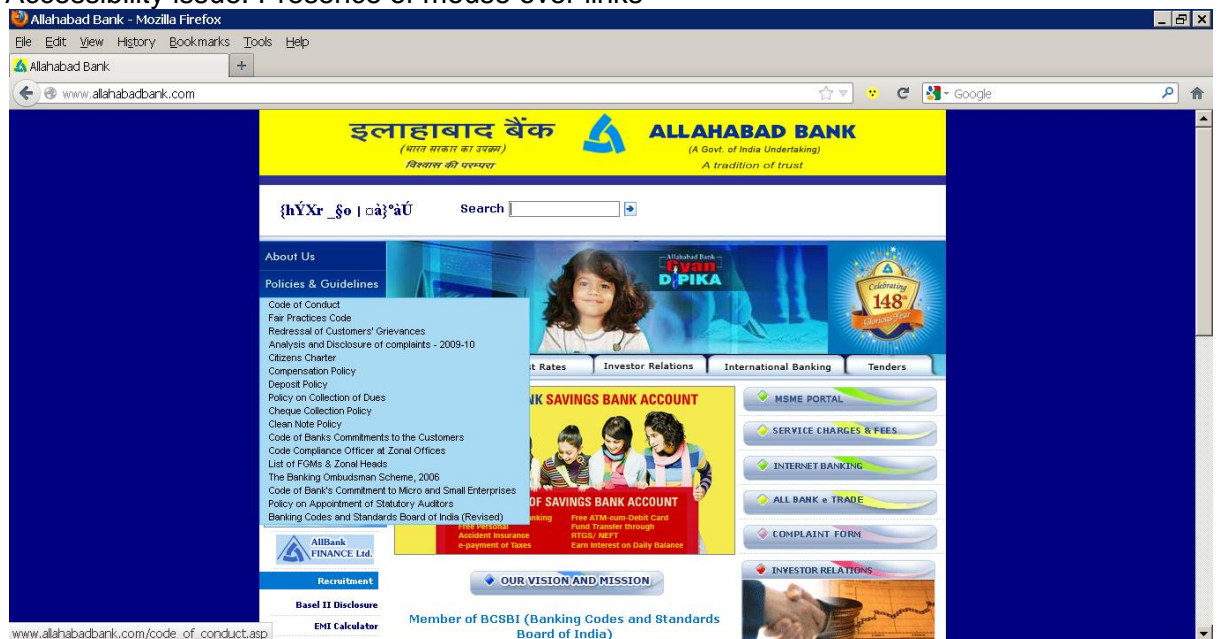 Accessibility issue: Presence of mouse over links
Allahabad Bank - Mozilla Firefox
File Edit View History Bookmarks Tools Help
Allahabad Bank
www.allahabadbank.com
Google
इलाहाबाद बैंक
(भारत सरकार का उपक्रम)
विश्वास की परम्परा
ALLAHABAD BANK
(A Govt. of India Undertaking)
A tradition of trust
{hÝXr _§o | ¤à}ºàÚ
Search
About Us
Policies & Guidelines
Code of Conduct
Fair Practices Code
Redressal of Customers' Grievances
Analysis and Disclosure of complaints - 2009-10
Citizens Charter
Compensation Policy
Deposit Policy
Policy on Collection of Dues
Cheque Collection Policy
Clean Note Policy
Code of Banks Commitments to the Customers
Code Compliance Officer at Zonal Offices
List of FGMs & Zonal Heads
The Banking Ombudsman Scheme, 2006
Code of Bank's Commitment to Micro and Small Enterprises
Policy on Appointment of Statutory Auditors
Banking Codes and Standards Board of India (Revised)
Allahabad Bank
Gyan
DIPIKA
Celebrating
148th
Glorious Year
Rates
Investor Relations
International Banking
Tenders
SAVINGS BANK ACCOUNT
OF SAVINGS BANK ACCOUNT
Free Personal
Accident Insurance
e-payment of Taxes
Free ATM-cum-Debit Card
Fund Transfer through
RTGS/ NEFT
Earn Interest on Daily Balance
MSME PORTAL
SERVICE CHARGES & FEES
INTERNET BANKING
ALL BANK e TRADE
COMPLAINT FORM
INVESTOR RELATIONS
AllBank
FINANCE Ltd.
Recruitment
Basel II Disclosure
EMI Calculator
OUR VISION AND MISSION
Member of BCSBI (Banking Codes and Standards
Board of India)
www.allahabadbank.com/code_of_conduct.asp